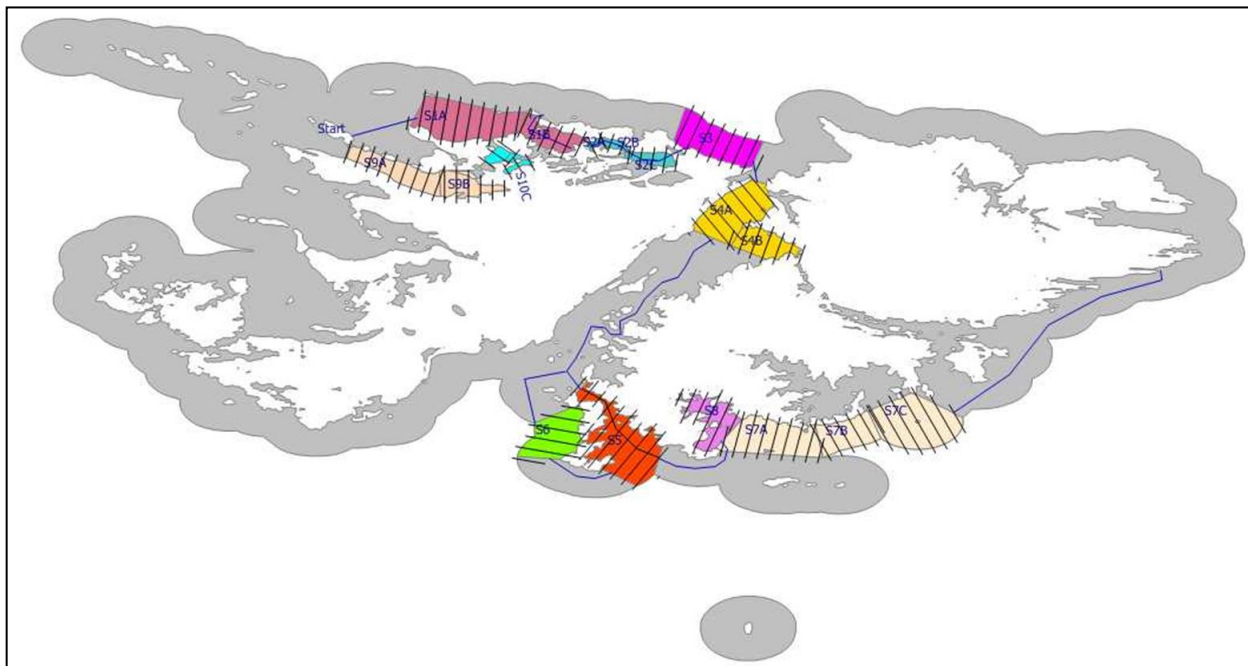 S1A
Start
S1B
S2A
S2B
S3
S2C
S9A
S9B
S10C
S4A
S4B
S8
S7C
S6
S5
S7A
S7B